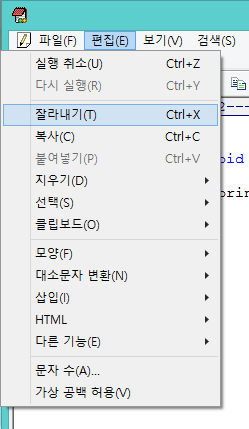 파일(F) 편집(E) 보기(V) 검색(S)
실행 취소(U) Ctrl+Z
다시 실행(R) Ctrl+Y
잘라내기(T) Ctrl+X
복사(C) Ctrl+C
붙여넣기(P) Ctrl+V
지우기(D)
선택(S)
클립보드(O)
모양(F)
대소문자 변환(N)
삽입(I)
HTML
다른 기능(E)
문자 수(A)...
가상 공백 허용(V)
2---
oid
prin